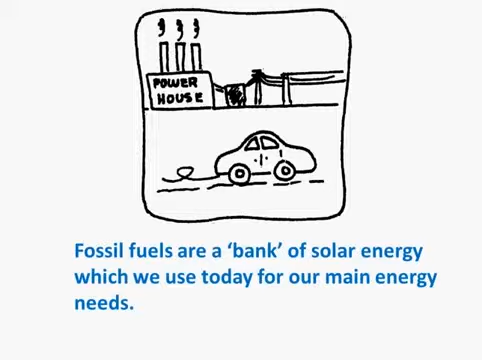 POWER
HOUSE
Fossil fuels are a ‘bank’ of solar energy
which we use today for our main energy
needs.